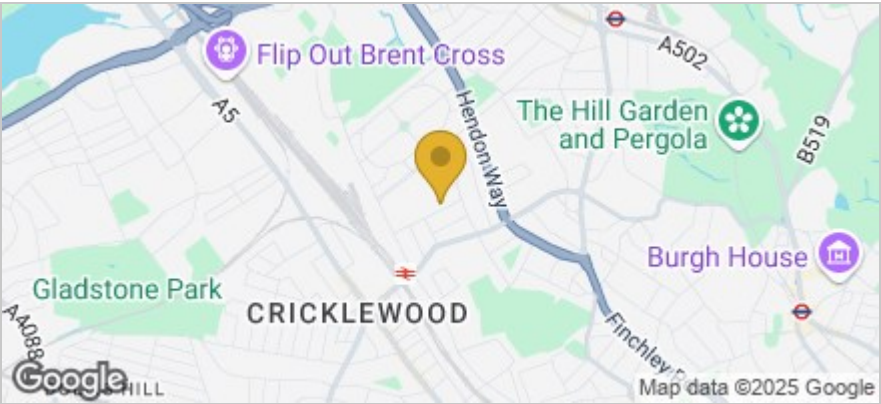 Flip Out Brent Cross
A502
A5
Hendon Way
The Hill Garden
and Pergola
B519
Burgh House
Gladstone Park
CRICKLEWOOD
A4088
Finchley
Google
HILL
Map data ©2025 Google